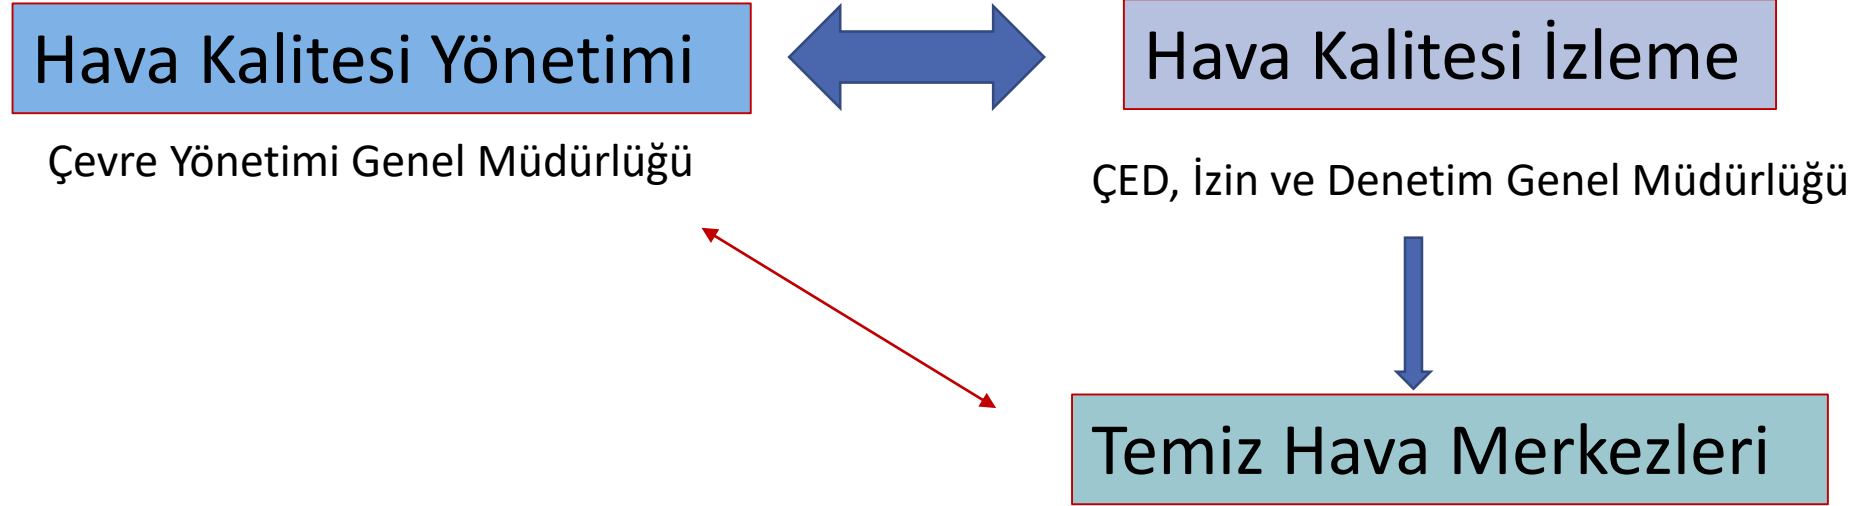 Hava Kalitesi Yönetimi
Hava Kalitesi İzleme
Çevre Yönetimi Genel Müdürlüğü
ÇED, İzin ve Denetim Genel Müdürlüğü
Temiz Hava Merkezleri